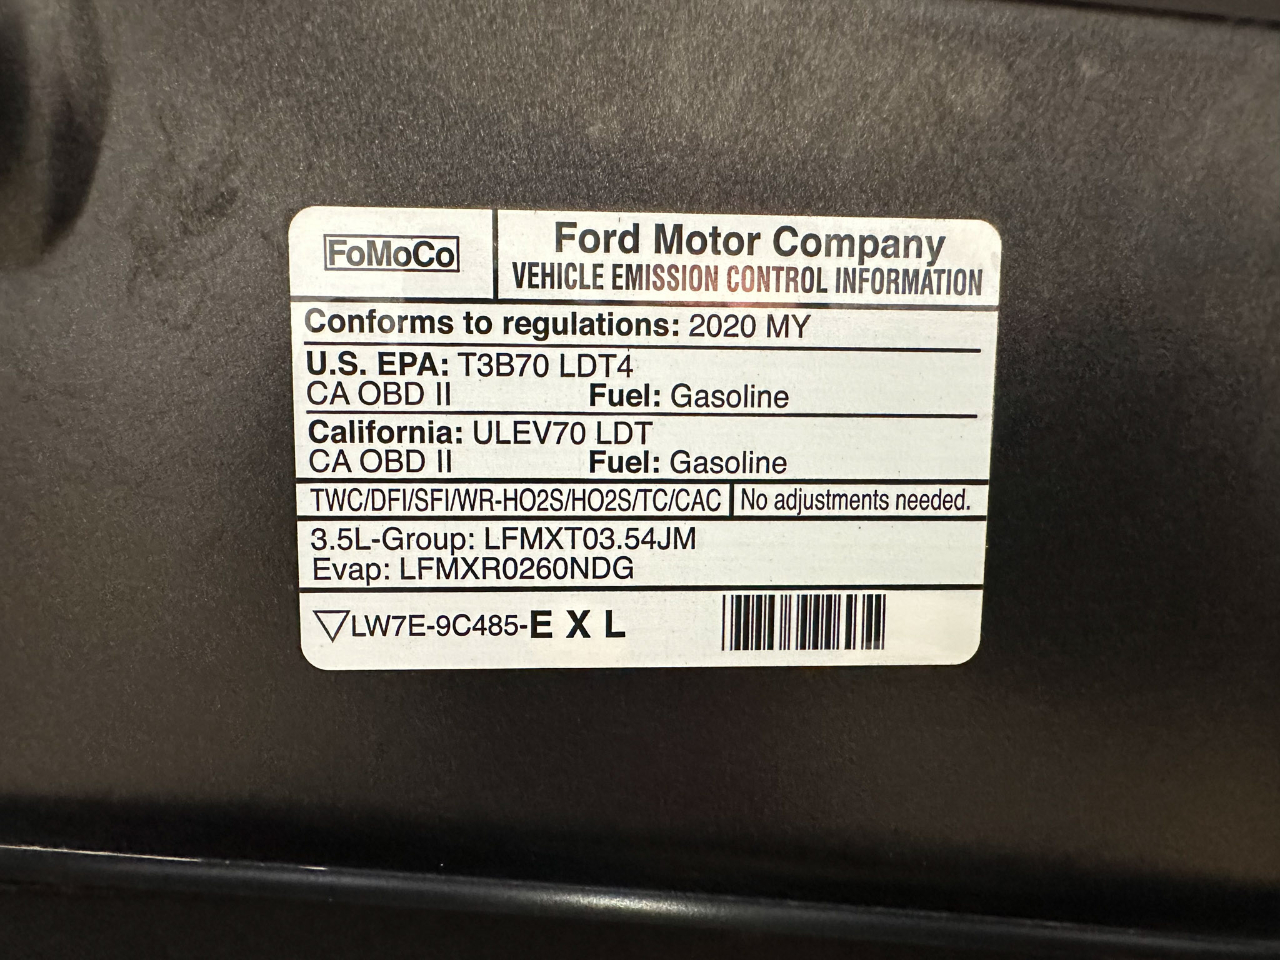 FoMoCo
Ford Motor Company
VEHICLE EMISSION CONTROL INFORMATION
Conforms to regulations: 2020 MY
U.S. EPA: T3B70 LDT4
CA OBD II Fuel: Gasoline
California: ULEV70 LDT
CA OBD II Fuel: Gasoline
TWC/DFI/SFI/WR-HO2S/HO2S/TC/CAC No adjustments needed.
3.5L-Group: LFMXT03.54JM
Evap: LFMXR0260NDG
LW7E-9C485-E X L